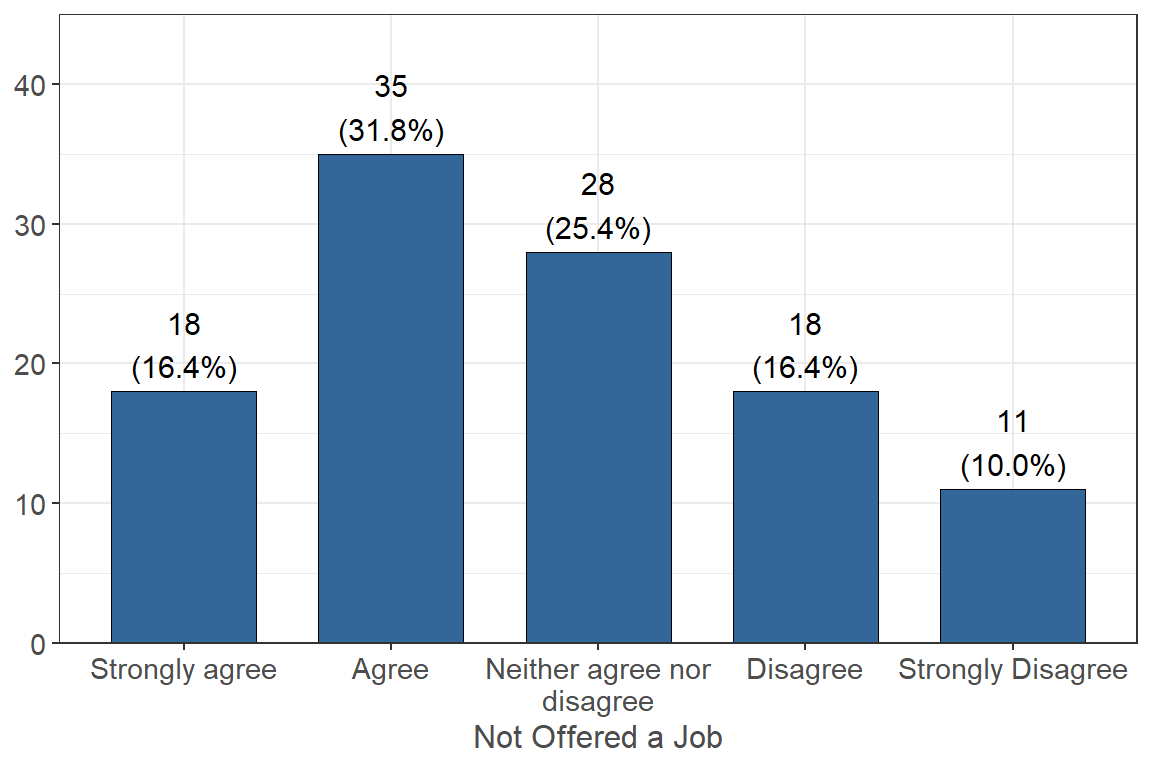 40
30
20
10
0
18
(16.4%)
35
(31.8%)
28
(25.4%)
18
(16.4%)
11
(10.0%)
Strongly agree
Agree
Neither agree nor
disagree
Disagree
Strongly Disagree
Not Offered a Job